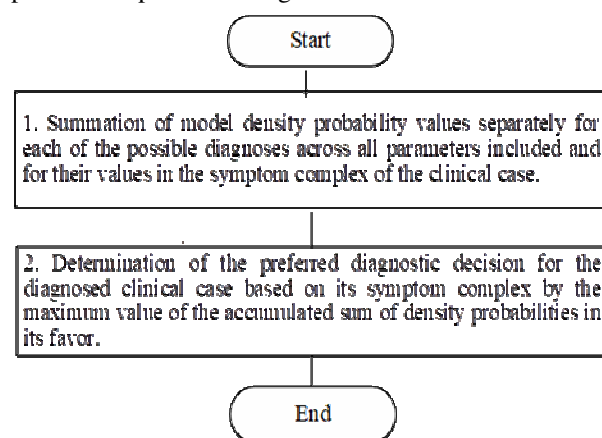 Start
1. Summation of model density probability values separately for
each of the possible diagnoses across all parameters included and
for their values in the symptom complex of the clinical case.
2. Determination of the preferred diagnostic decision for the
diagnosed clinical case based on its symptom complex by the
maximum value of the accumulated sum of density probabilities in
its favor.
End